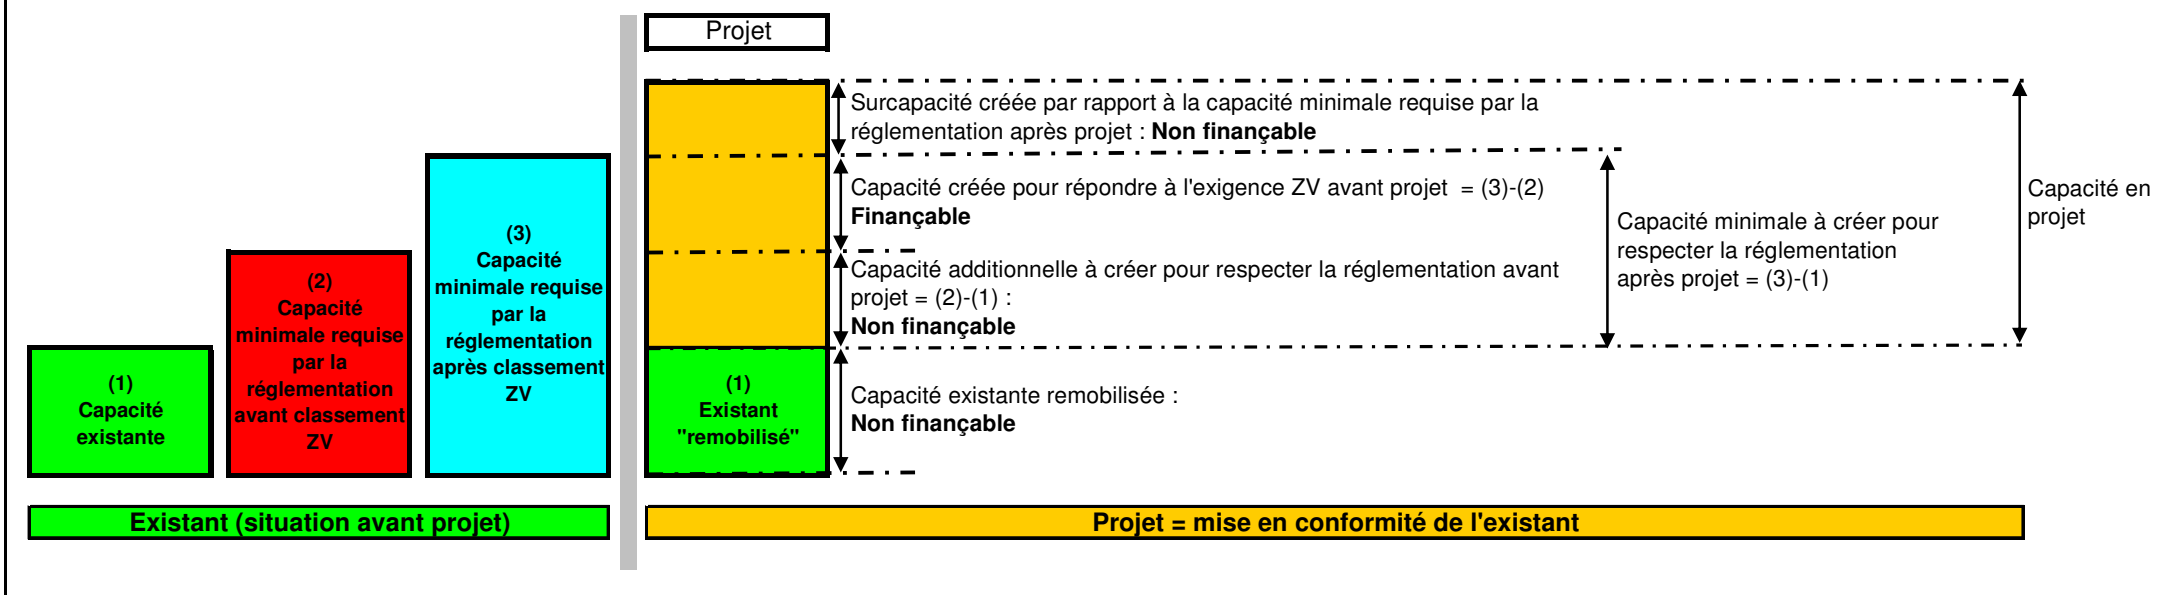 Projet
Surcapacité créée par rapport à la capacité minimale requise par la
réglementation après projet : Non finançable
Capacité créée pour répondre à l'exigence ZV avant projet  = (3)-(2)
Finançable
Capacité additionnelle à créer pour respecter la réglementation avant
projet = (2)-(1) :
Non finançable
Capacité existante remobilisée :
Non finançable
Capacité minimale à créer pour
respecter la réglementation
après projet = (3)-(1)
Capacité en
projet
(1)
Capacité
existante
(2)
Capacité
minimale requise
par la
réglementation
avant classement
ZV
(3)
Capacité
minimale requise
par la
réglementation
après classement
ZV
(1)
Existant
"remobilisé"
Existant (situation avant projet)
Projet = mise en conformité de l'existant